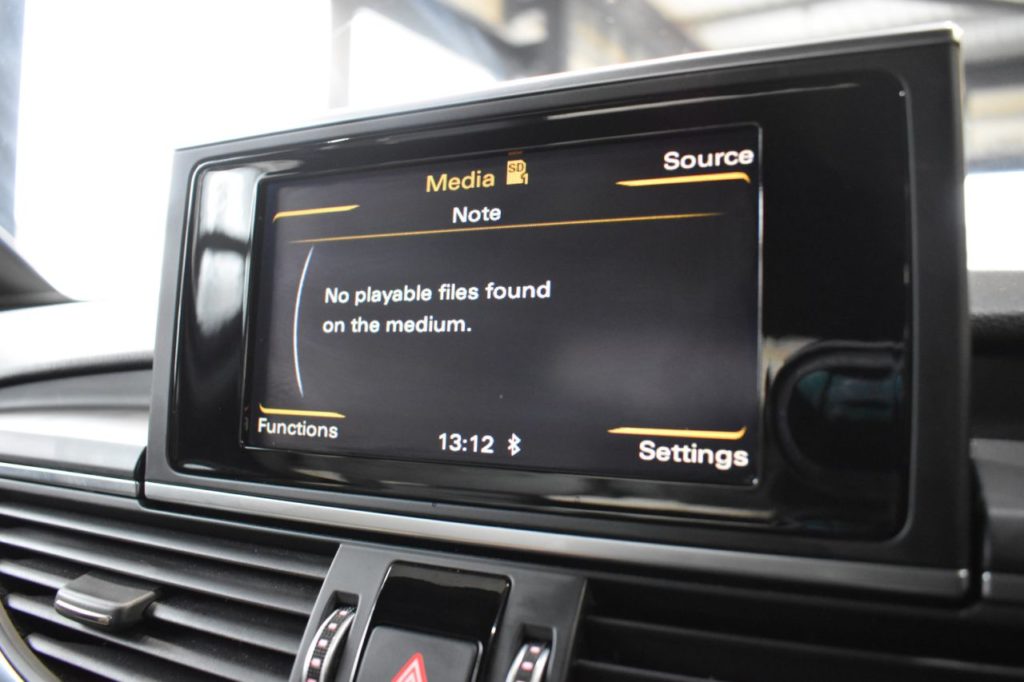 Media SD 1
Source
Note
No playable files found
on the medium.
Functions
13:12
Settings